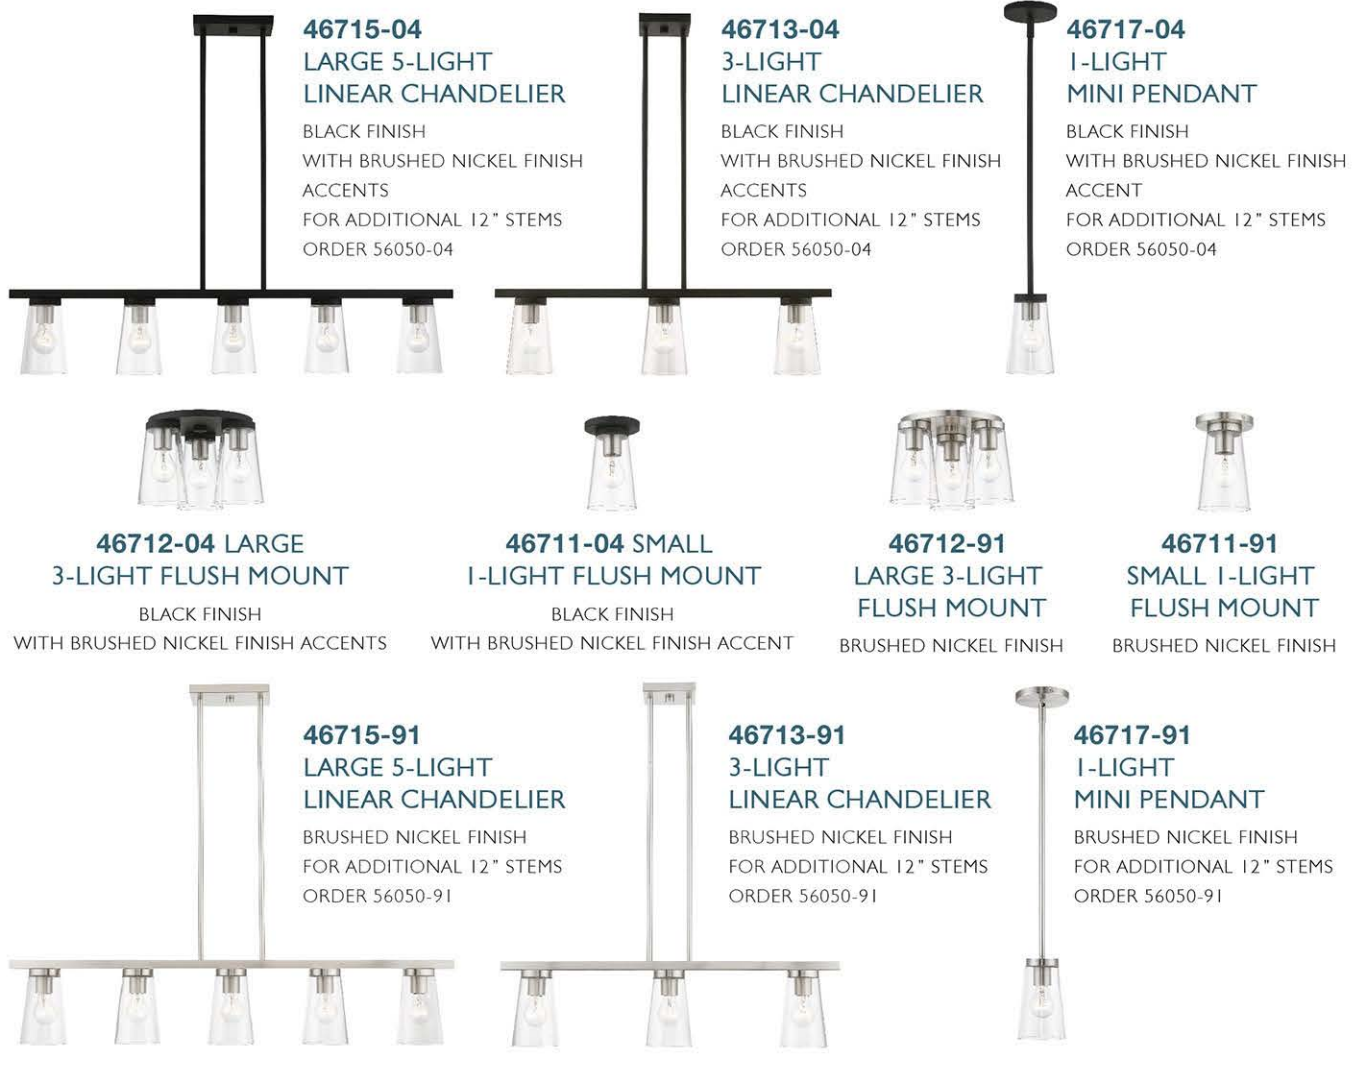 46715-04
LARGE 5-LIGHT
LINEAR CHANDELIER
BLACK FINISH
WITH BRUSHED NICKEL FINISH
ACCENTS
FOR ADDITIONAL 12" STEMS
ORDER 56050-04
46713-04
3-LIGHT
LINEAR CHANDELIER
BLACK FINISH
WITH BRUSHED NICKEL FINISH
ACCENTS
FOR ADDITIONAL 12" STEMS
ORDER 56050-04
46717-04
1-LIGHT
MINI PENDANT
BLACK FINISH
WITH BRUSHED NICKEL FINISH
ACCENT
FOR ADDITIONAL 12" STEMS
ORDER 56050-04
46712-04 LARGE
3-LIGHT FLUSH MOUNT
BLACK FINISH
WITH BRUSHED NICKEL FINISH ACCENTS
46711-04 SMALL
1-LIGHT FLUSH MOUNT
BLACK FINISH
WITH BRUSHED NICKEL FINISH ACCENT
46712-91
LARGE 3-LIGHT
FLUSH MOUNT
BRUSHED NICKEL FINISH
46711-91
SMALL 1-LIGHT
FLUSH MOUNT
BRUSHED NICKEL FINISH
46715-91
LARGE 5-LIGHT
LINEAR CHANDELIER
BRUSHED NICKEL FINISH
FOR ADDITIONAL 12" STEMS
ORDER 56050-91
46713-91
3-LIGHT
LINEAR CHANDELIER
BRUSHED NICKEL FINISH
FOR ADDITIONAL 12" STEMS
ORDER 56050-91
46717-91
1-LIGHT
MINI PENDANT
BRUSHED NICKEL FINISH
FOR ADDITIONAL 12" STEMS
ORDER 56050-91